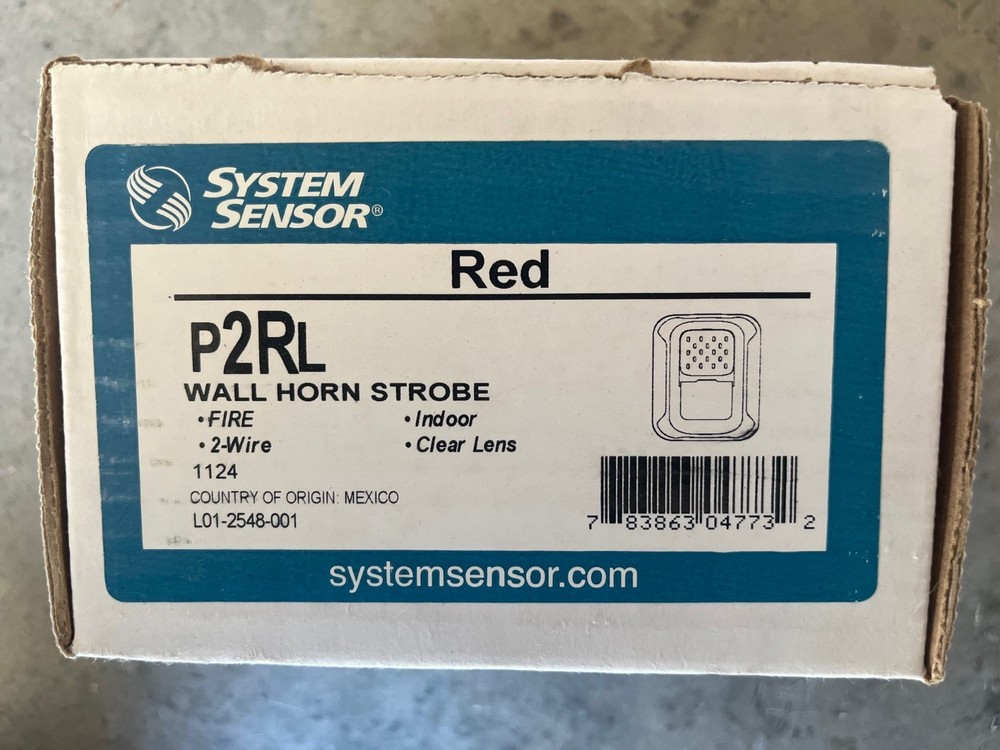 SYSTEM
SENSOR®
Red
P2RL
WALL HORN STROBE
•FIRE •Indoor
•2-Wire •Clear Lens
1124
COUNTRY OF ORIGIN: MEXICO
L01-2548-001
7 83863 04773 2
systemsensor.com